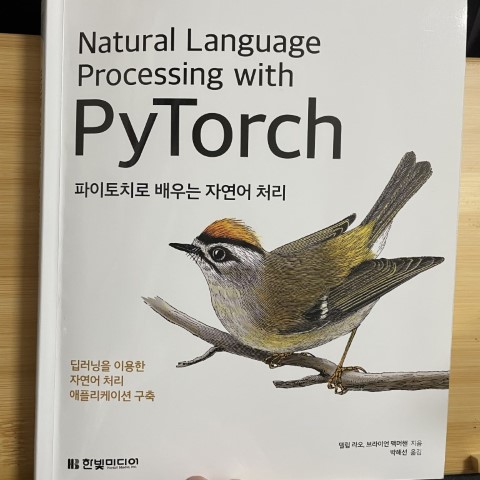 Natural Language
Processing with
PyTorch
파이토치로 배우는 자연어 처리
딥러닝을 이용한
자연어 처리
애플리케이션 구축
델립 라오, 브라이언 맥머핸 지음
박해선 옮김
한빛미디어
Hanbit Media, Inc.